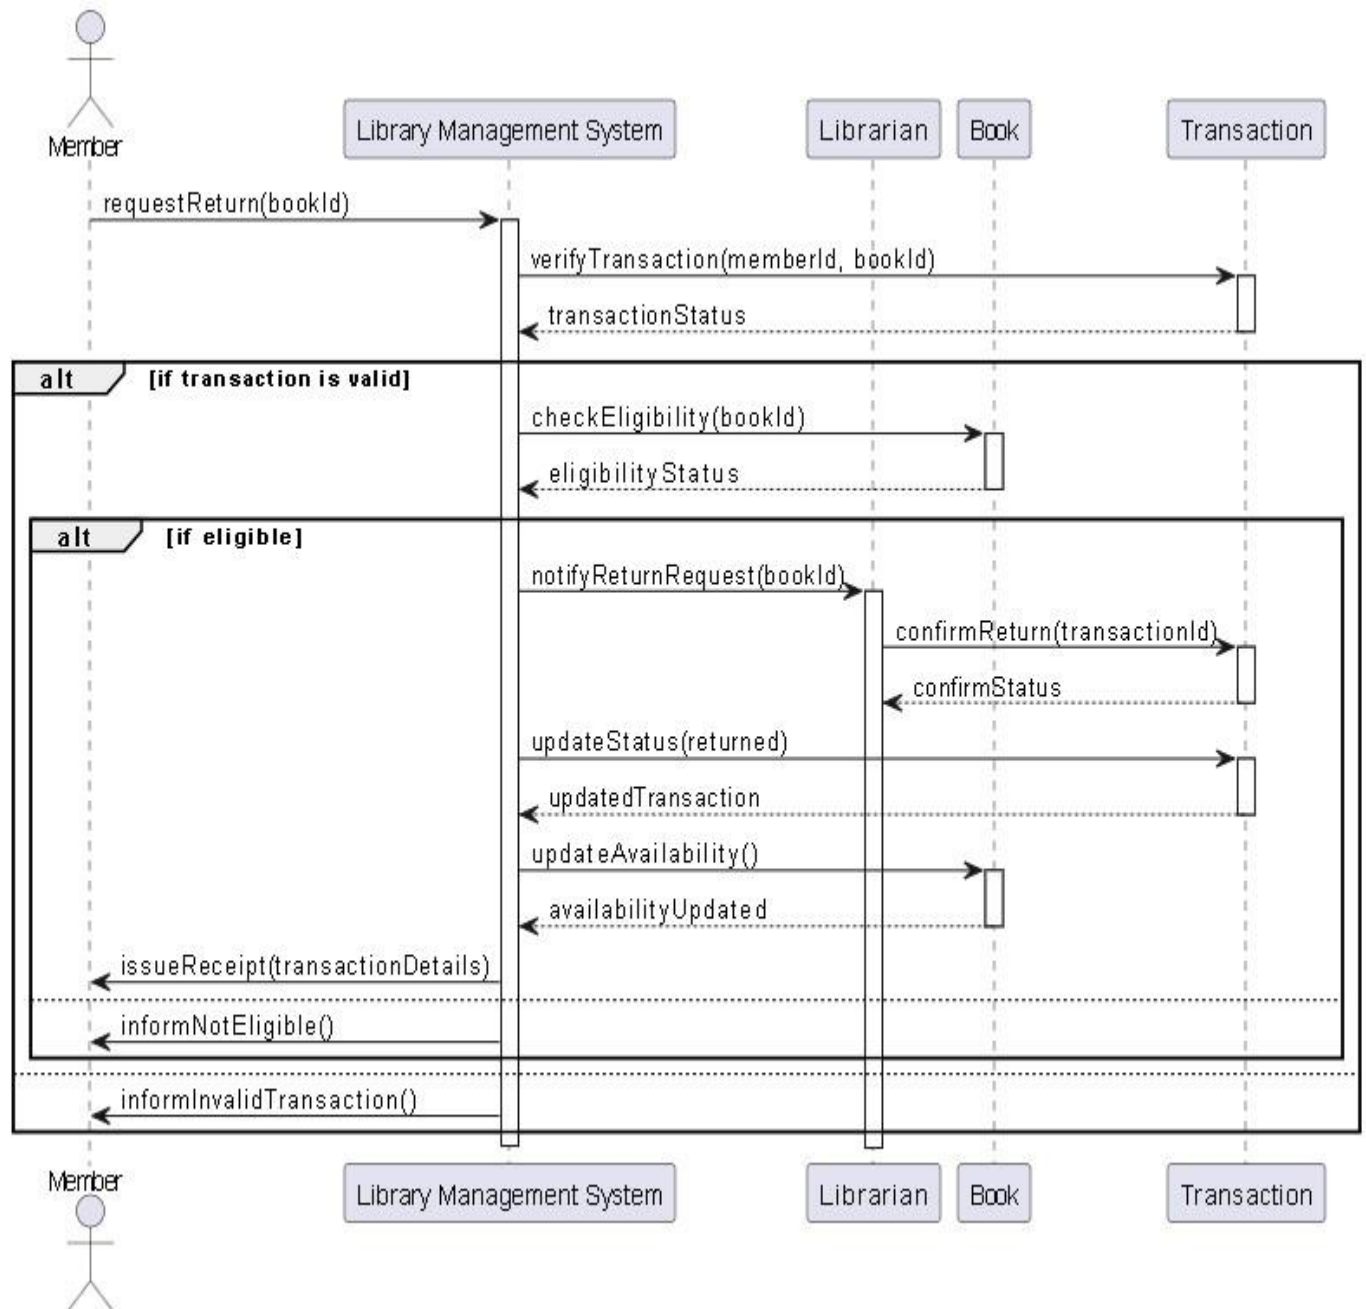 Member
Library Management System
Librarian
Book
Transaction
requestReturn(bookId)
verifyTransaction(memberId, bookId)
transactionStatus
alt [if transaction is valid]
checkEligibility(bookId)
eligibilityStatus
alt [if eligible]
notifyReturnRequest(bookId)
confirmReturn(transactionId)
confirmStatus
updateStatus(returned)
updatedTransaction
updateAvailability()
availabilityUpdated
issueReceipt(transactionDetails)
informNotEligible()
informInvalidTransaction()
Member
Library Management System
Librarian
Book
Transaction